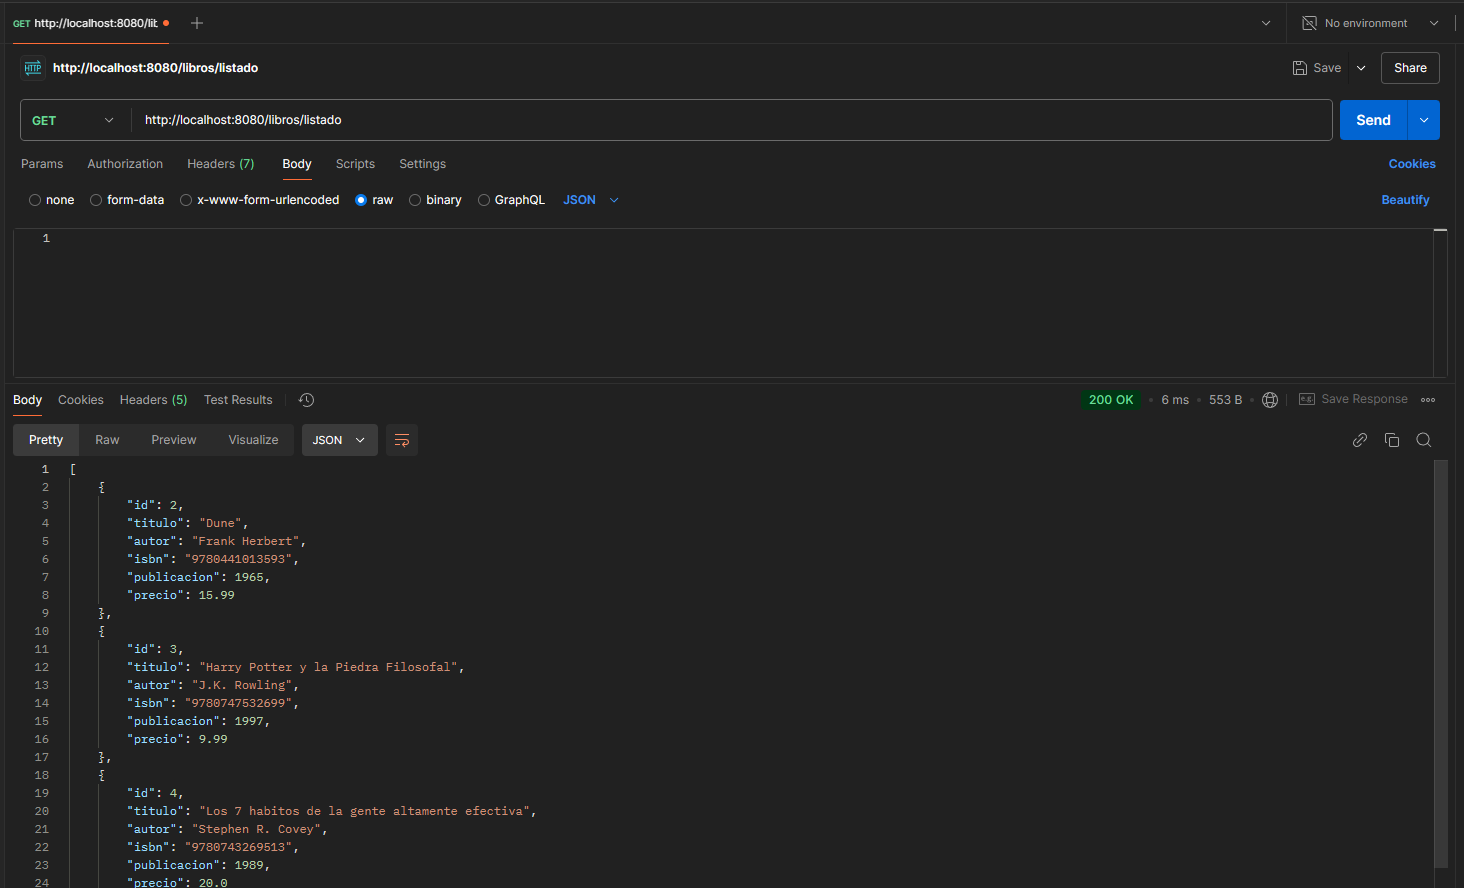 GET http://localhost:8080/lit
No environment
HTTP http://localhost:8080/libros/listado
Save
Share
GET http://localhost:8080/libros/listado
Send
Params Authorization Headers (7) Body Scripts Settings Cookies
none form-data x-www-form-urlencoded raw binary GraphQL JSON Beautify
1
Body Cookies Headers (5) Test Results 200 OK 6 ms 553 B e.g. Save Response
Pretty Raw Preview Visualize JSON
1 [
2 {
3 "id": 2,
4 "titulo": "Dune",
5 "autor": "Frank Herbert",
6 "isbn": "9780441013593",
7 "publicacion": 1965,
8 "precio": 15.99
9 },
10 {
11 "id": 3,
12 "titulo": "Harry Potter y la Piedra Filosofal",
13 "autor": "J.K. Rowling",
14 "isbn": "9780747532699",
15 "publicacion": 1997,
16 "precio": 9.99
17 },
18 {
19 "id": 4,
20 "titulo": "Los 7 habitos de la gente altamente efectiva",
21 "autor": "Stephen R. Covey",
22 "isbn": "9780743269513",
23 "publicacion": 1989,
24 "precio": 20.0